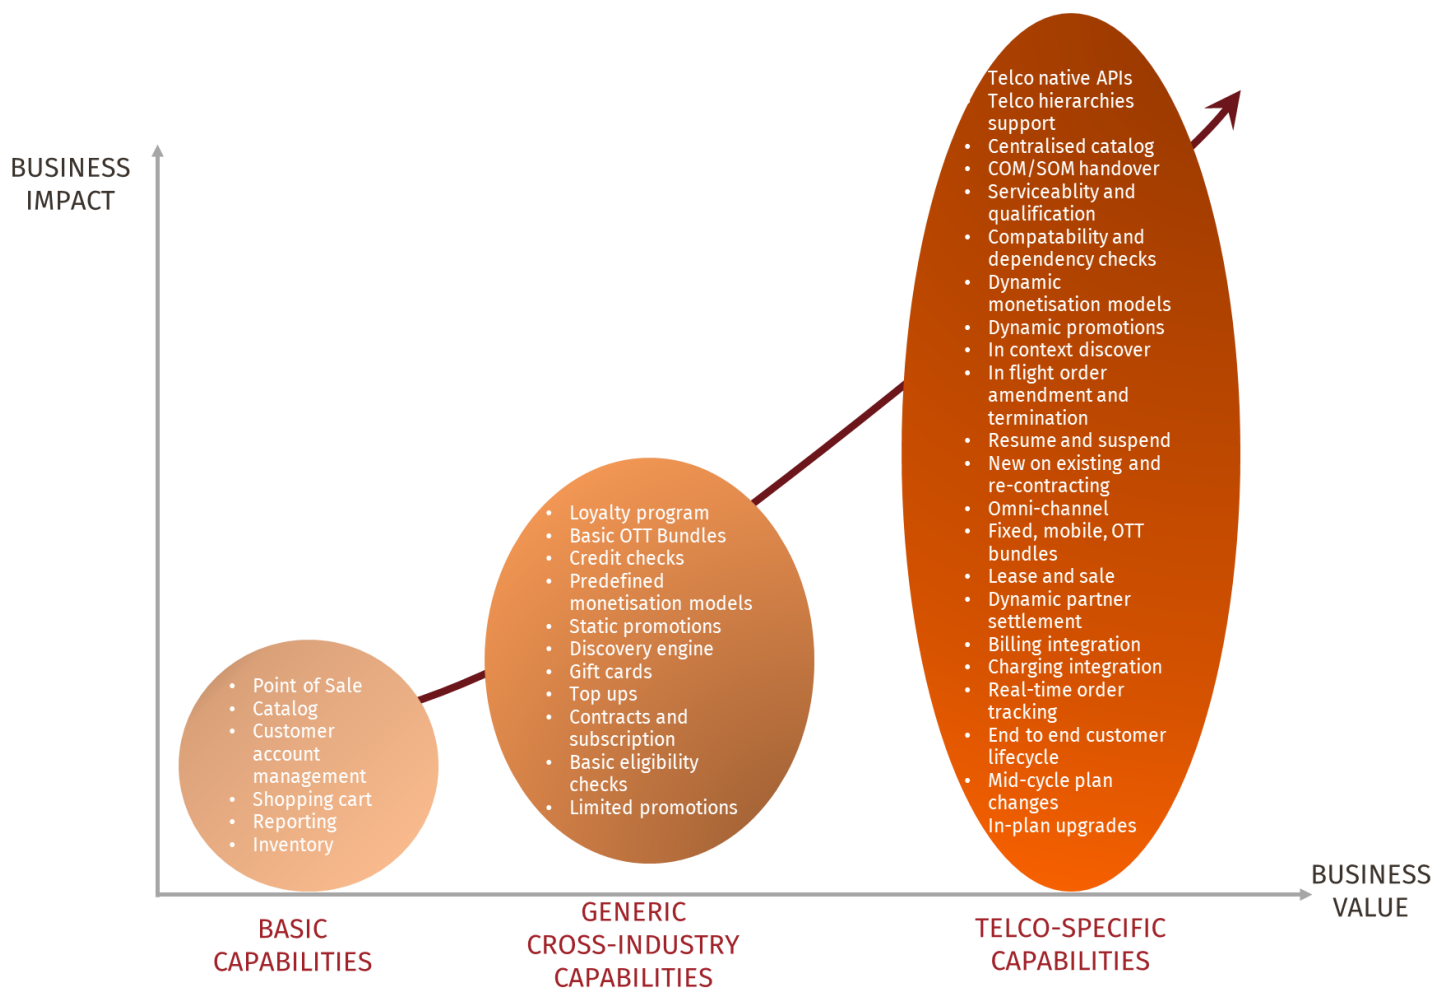 BUSINESS
IMPACT
• Point of Sale
• Catalog
• Customer
account
management
• Shopping cart
• Reporting
• Inventory
• Loyalty program
• Basic OTT Bundles
• Credit checks
• Predefined
monetisation models
• Static promotions
• Discovery engine
• Gift cards
• Top ups
• Contracts and
subscription
• Basic eligibility
checks
• Limited promotions
Telco native APIs
Telco hierarchies
support
• Centralised catalog
• COM/SOM handover
• Serviceablity and
qualification
• Compatability and
dependency checks
• Dynamic
monetisation models
• Dynamic promotions
• In context discover
• In flight order
amendment and
termination
• Resume and suspend
• New on existing and
re-contracting
• Omni-channel
• Fixed, mobile, OTT
bundles
• Lease and sale
• Dynamic partner
settlement
• Billing integration
• Charging integration
• Real-time order
tracking
• End to end customer
lifecycle
• Mid-cycle plan
changes
In-plan upgrades
BUSINESS
VALUE
BASIC
CAPABILITIES
GENERIC
CROSS-INDUSTRY
CAPABILITIES
TELCO-SPECIFIC
CAPABILITIES